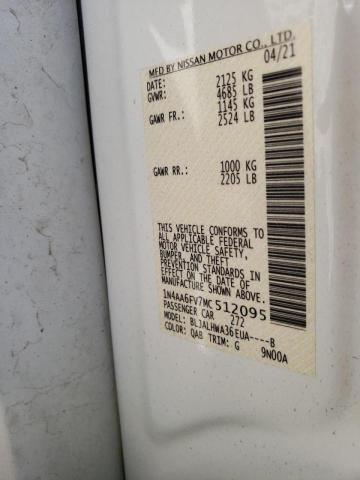 MFD BY NISSAN MOTOR CO., LTD.
DATE: 04/21
GVWR: 2125 KG
4685 LB
GAWR FR.: 1145 KG
2524 LB
GAWR RR.: 1000 KG
2205 LB
THIS VEHICLE CONFORMS TO
ALL APPLICABLE FEDERAL
MOTOR VEHICLE SAFETY,
BUMPER, AND THEFT
PREVENTION STANDARDS IN
EFFECT ON THE DATE OF
MANUFACTURE SHOWN ABOVE.
1N4AA6FV7MC512095
PASSENGER CAR 272
MODEL: BLJALHWA36EUA----B
COLOR: QAB TRIM: G 9N00A